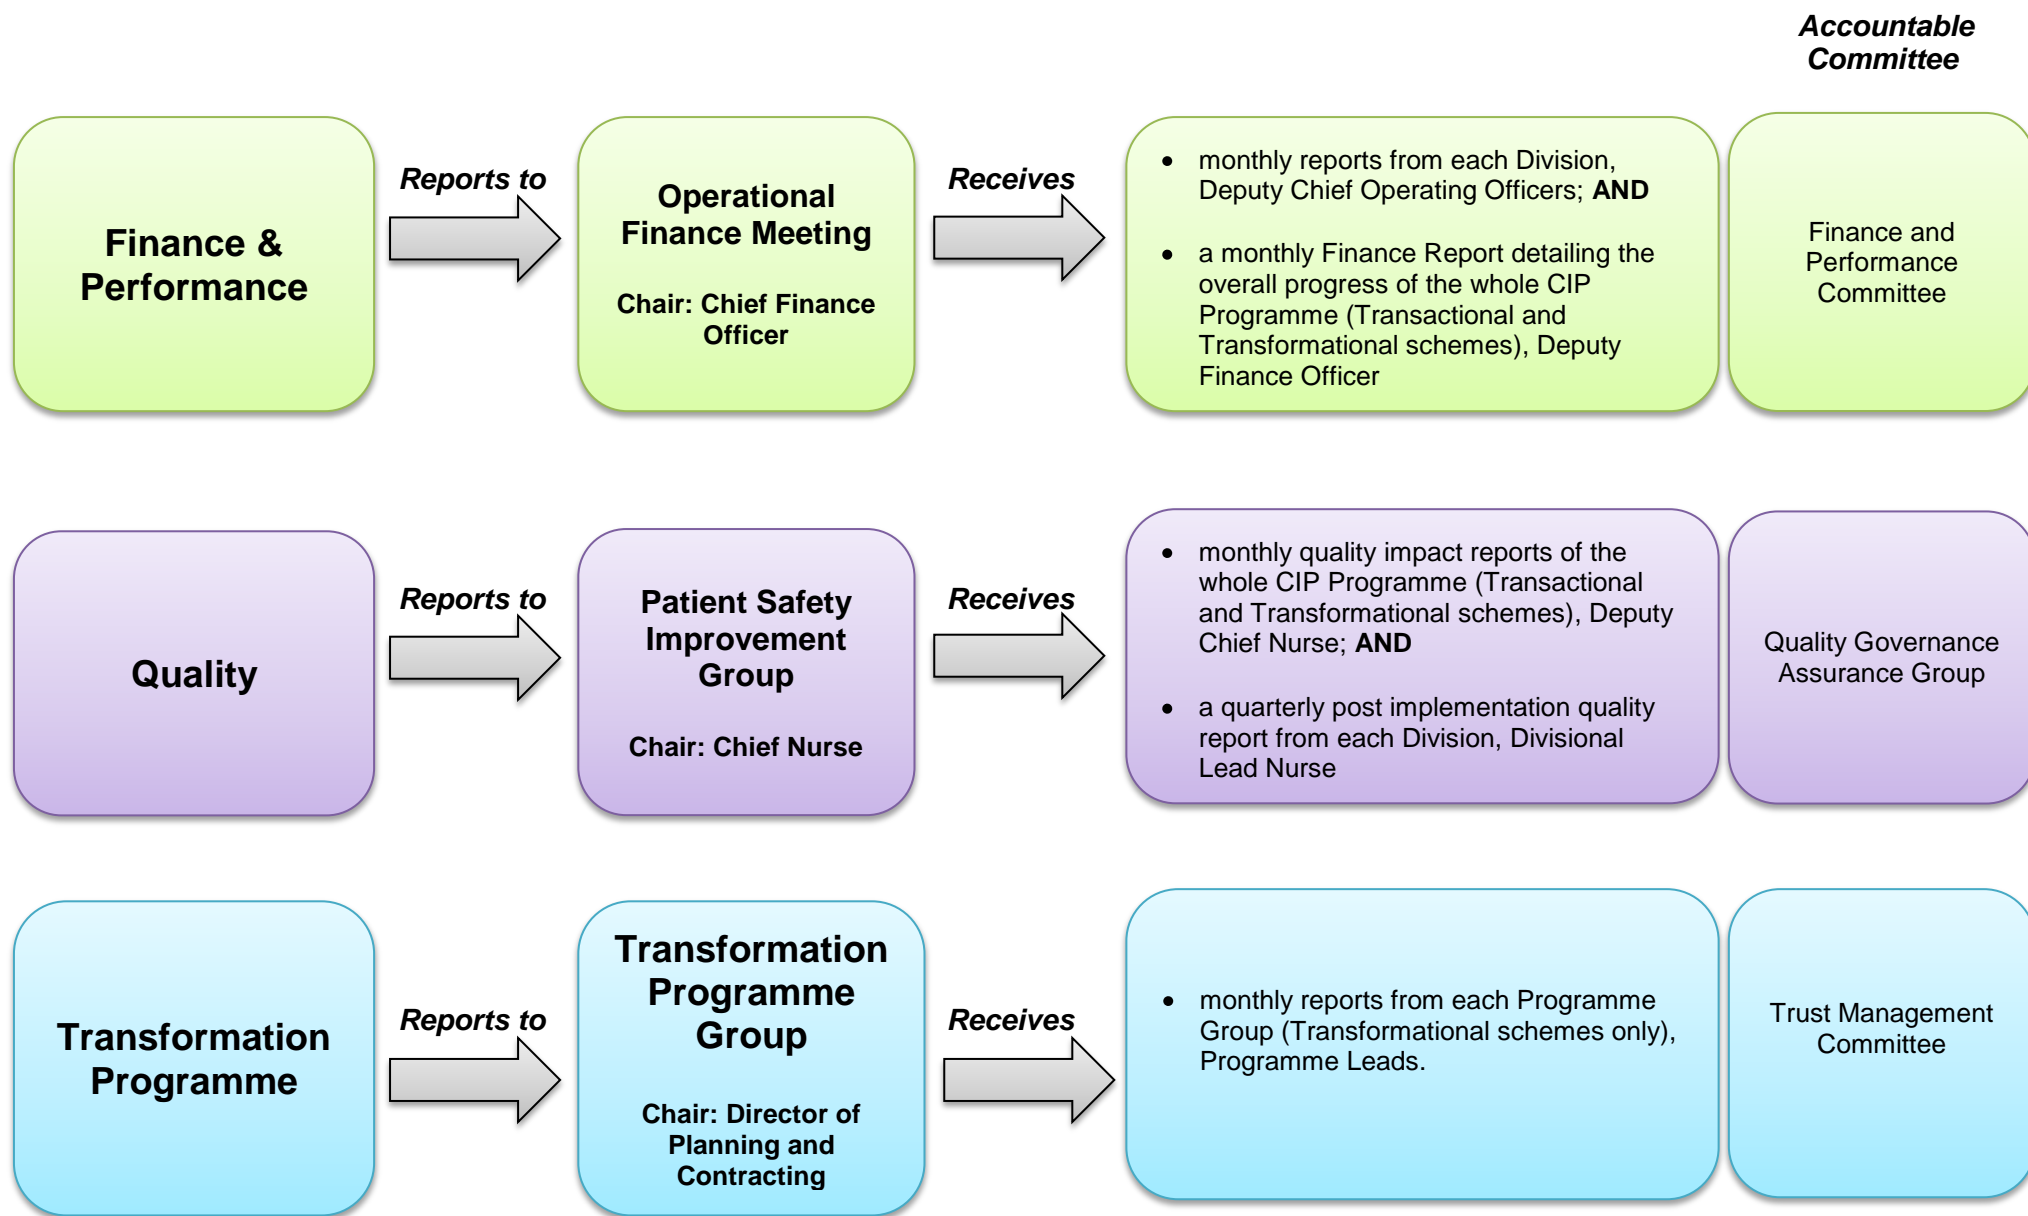 Accountable
Committee
Finance &
Performance
Reports to
Operational
Finance Meeting
Chair: Chief Finance
Officer
Receives
• monthly reports from each Division,
Deputy Chief Operating Officers; AND
• a monthly Finance Report detailing the
overall progress of the whole CIP
Programme (Transactional and
Transformational schemes), Deputy
Finance Officer
Finance and
Performance
Committee
Quality
Reports to
Patient Safety
Improvement
Group
Chair: Chief Nurse
Receives
• monthly quality impact reports of the
whole CIP Programme (Transactional
and Transformational schemes), Deputy
Chief Nurse; AND
• a quarterly post implementation quality
report from each Division, Divisional
Lead Nurse
Quality Governance
Assurance Group
Transformation
Programme
Reports to
Transformation
Programme
Group
Chair: Director of
Planning and
Contracting
Receives
• monthly reports from each Programme
Group (Transformational schemes only),
Programme Leads.
Trust Management
Committee